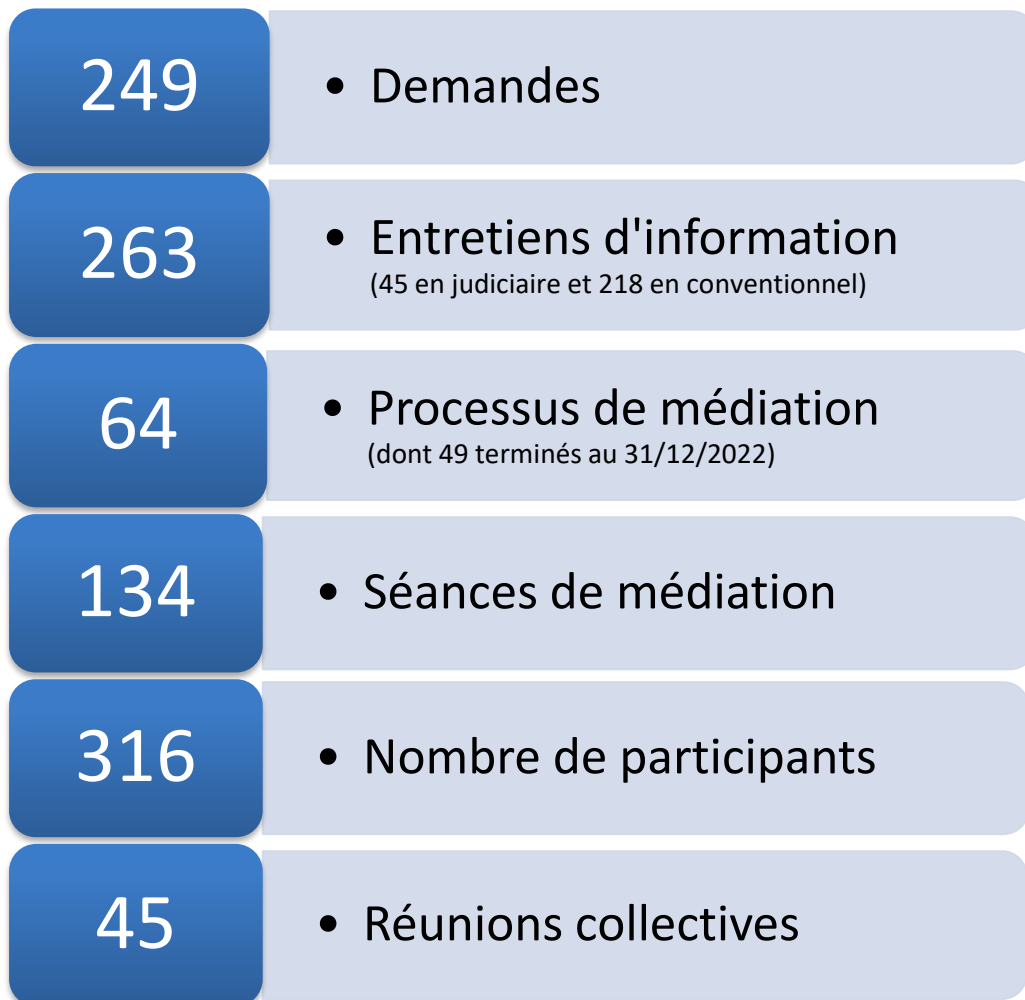 249
• Demandes
263
• Entretiens d'information
(45 en judiciaire et 218 en conventionnel)
64
• Processus de médiation
(dont 49 terminés au 31/12/2022)
134
• Séances de médiation
316
• Nombre de participants
45
• Réunions collectives